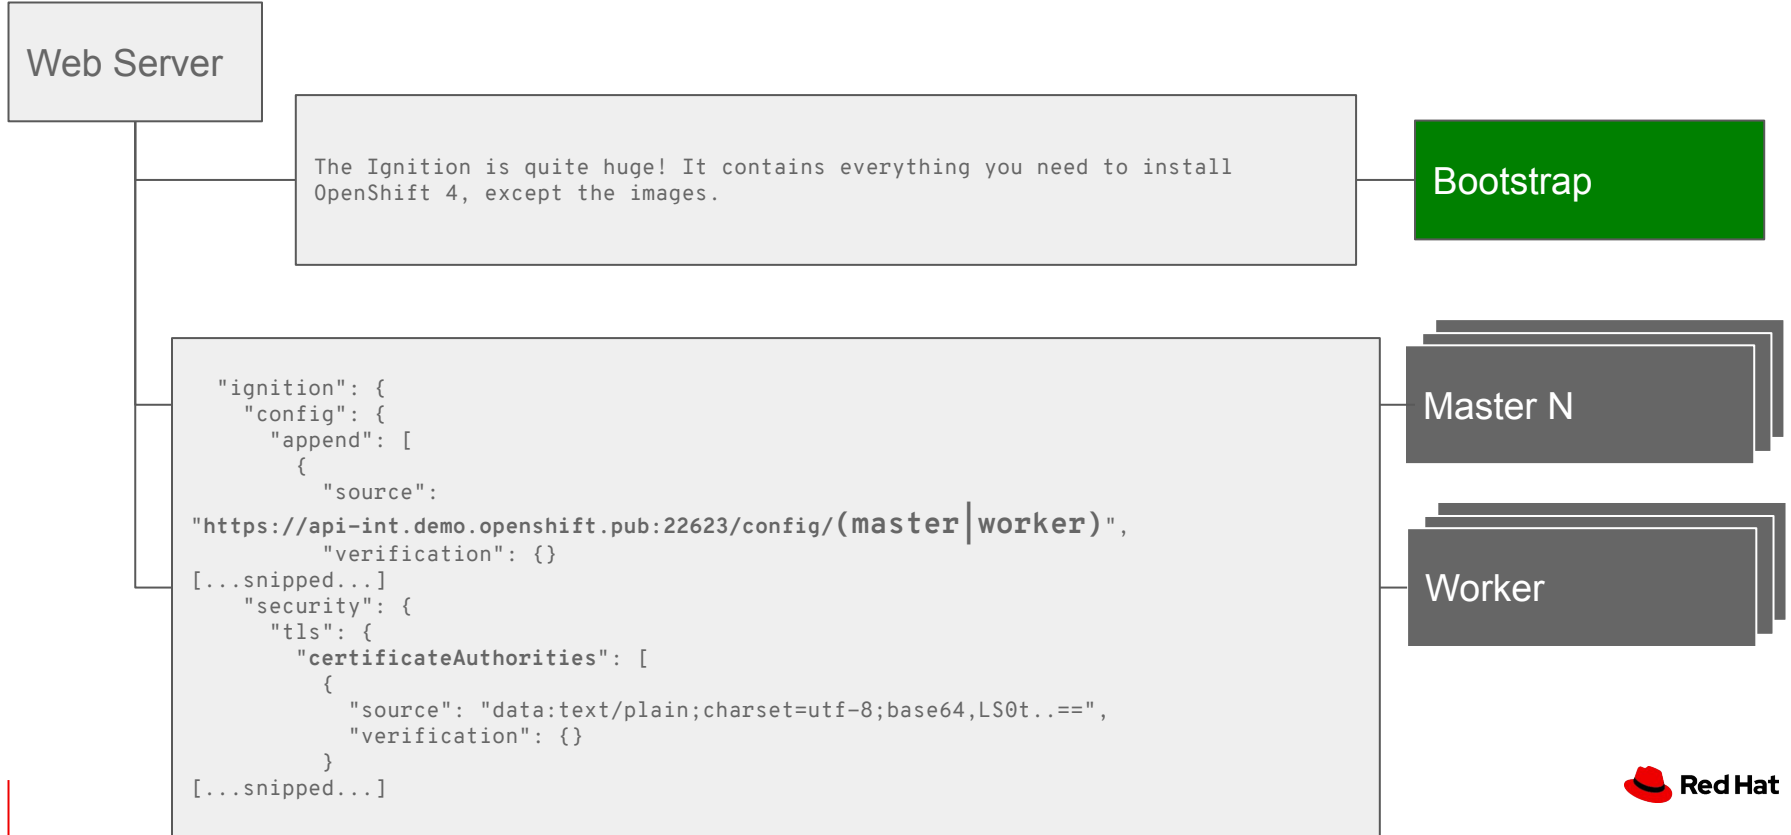 Web Server
The Ignition is quite huge! It contains everything you need to install
OpenShift 4, except the images.
Bootstrap
  "ignition": {
    "config": {
      "append": [
        {
          "source":
"https://api-int.demo.openshift.pub:22623/config/(master|worker)",
          "verification": {}
[...snipped...]
    "security": {
      "tls": {
        "certificateAuthorities": [
          {
            "source": "data:text/plain;charset=utf-8;base64,LS0t..==",
            "verification": {}
          }
[...snipped...]
Master N
Worker
Red Hat